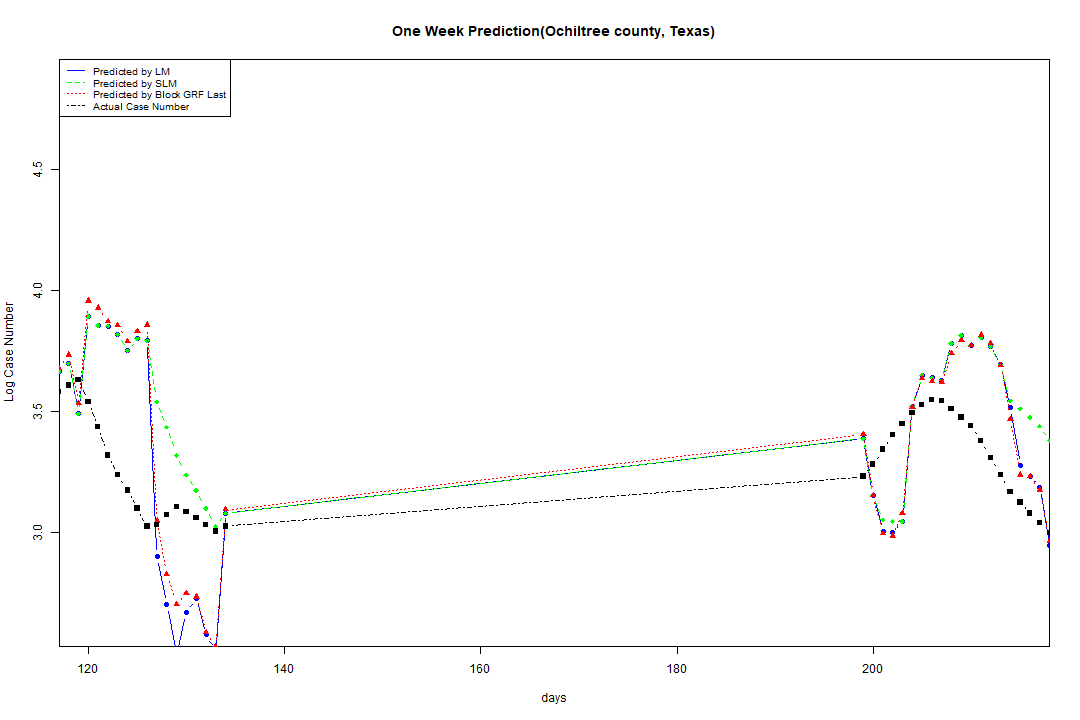 One Week Prediction(Ochiltree county, Texas)
Predicted by LM
Predicted by SLM
Predicted by Block GRF Last
Actual Case Number
4.5
4.0
3.5
3.0
Log Case Number
120 140 160 180 200
days